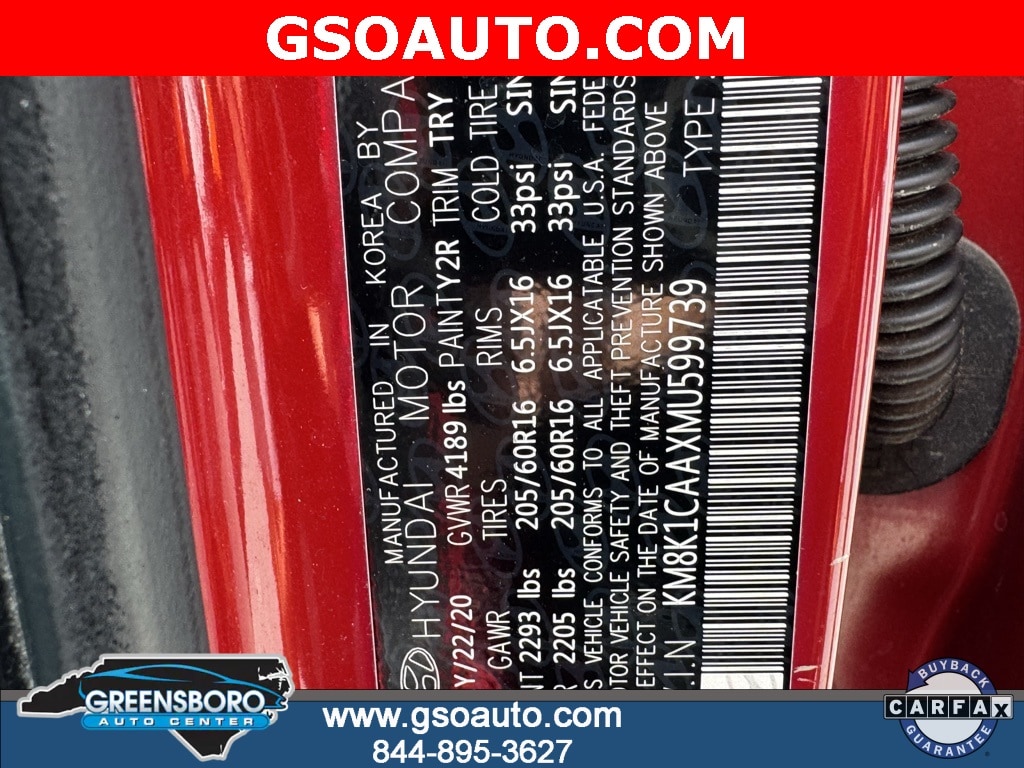 GSOAUTO.COM
MANUFACTURED IN KOREA BY
HYUNDAI MOTOR COMPA
Y/22/20 GVWR 4189 lbs PAINT Y2R TRIM TRY
GAWR TIRES RIMS COLD TIRE
NT 2293 lbs 205/60R16 6.5JX16 33psi SIN
R 2205 lbs 205/60R16 6.5JX16 33psi SIN
S VEHICLE CONFORMS TO ALL APPLICATABLE U.S.A. FEDE
OTOR VEHICLE SAFETY AND THEFT PREVENTION STANDARDS
EFFECT ON THE DATE OF MANUFACTURE SHOWN ABOVE
V.I.N KM8K1CAAXMU599739 TYPE
GREENSBORO
AUTO CENTER
www.gsoauto.com
844-895-3627
BUYBACK
CARFAX
GUARANTEE